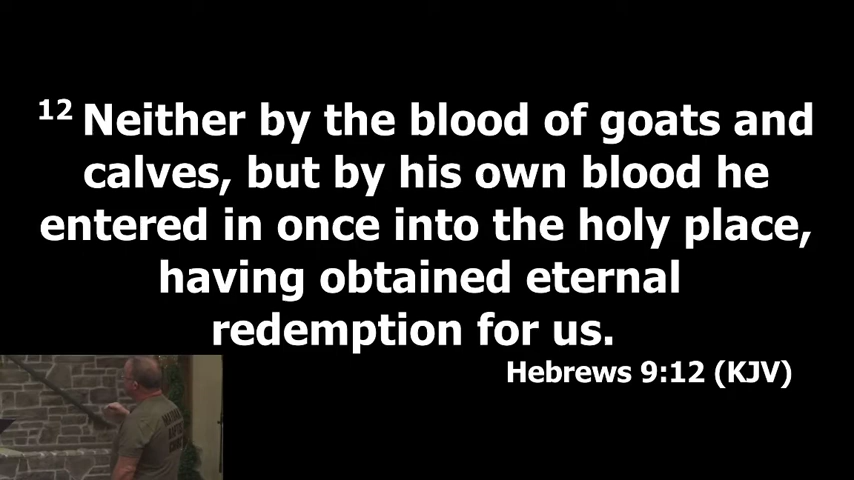 12 Neither by the blood of goats and
calves, but by his own blood he
entered in once into the holy place,
having obtained eternal
redemption for us.
Hebrews 9:12 (KJV)